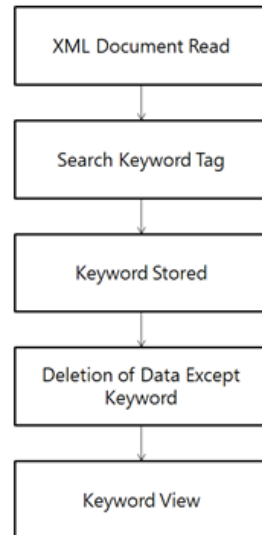 XML Document Read
Search Keyword Tag
Keyword Stored
Deletion of Data Except
Keyword
Keyword View